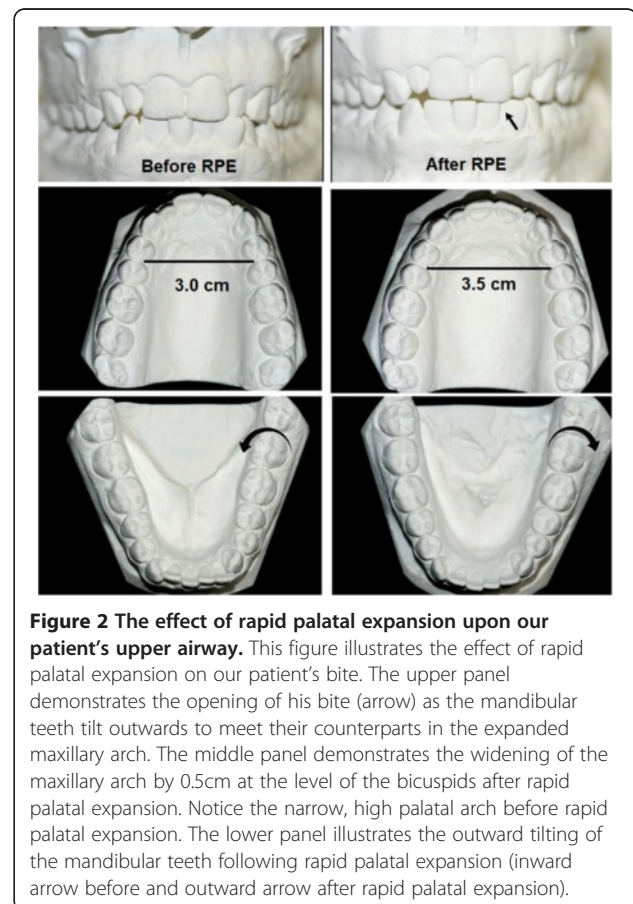 Before RPE
After RPE
3.0 cm
3.5 cm
Figure 2 The effect of rapid palatal expansion upon our
patient's upper airway. This figure illustrates the effect of rapid
palatal expansion on our patient's bite. The upper panel
demonstrates the opening of his bite (arrow) as the mandibular
teeth tilt outwards to meet their counterparts in the expanded
maxillary arch. The middle panel demonstrates the widening of the
maxillary arch by 0.5cm at the level of the bicuspids after rapid
palatal expansion. Notice the narrow, high palatal arch before rapid
palatal expansion. The lower panel illustrates the outward tilting of
the mandibular teeth following rapid palatal expansion (inward
arrow before and outward arrow after rapid palatal expansion).